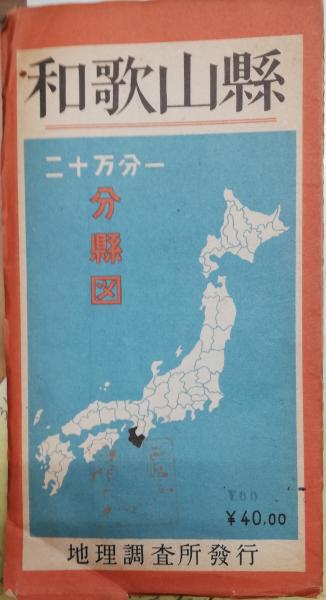 和歌山縣
二十万分一
分縣図
¥60
¥40.00
地理調査所發行